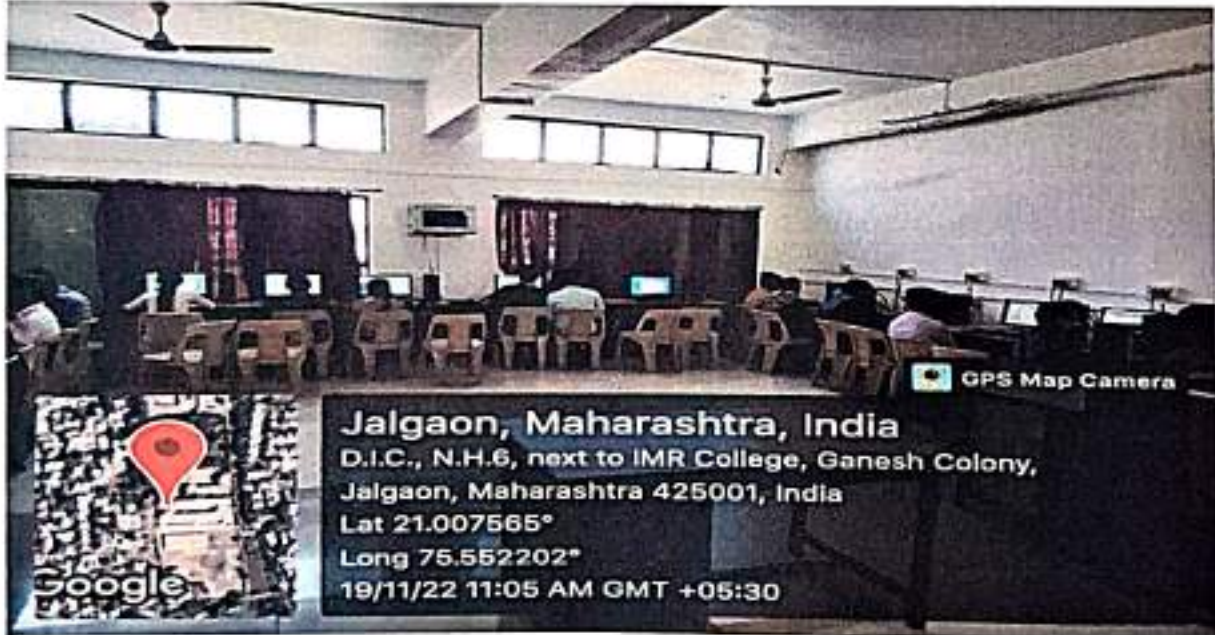 GPS Map Camera
Jalgaon, Maharashtra, India
D.I.C., N.H.6, next to IMR College, Ganesh Colony,
Jalgaon, Maharashtra 425001, India
Lat 21.007565°
Long 75.552202°
19/11/22 11:05 AM GMT +05:30
Google